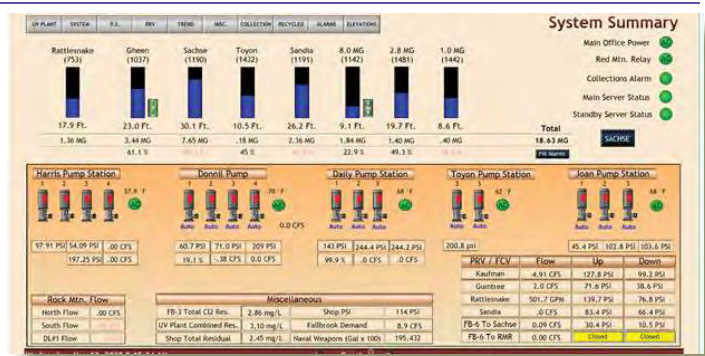 UV PLANT SYSTEM P.S. PRV TREND MISC. COLLECTION RECYCLED ALARMS ELEVATIONS
System Summary
Main Office Power AC
Red Mtn. Relay AC
Collections Alarm
Main Server Status
Standby Server Status
Rattlesnake Gheen Sachse Toyon Sandia 8.0 MG 2.8 MG 1.0 MG
(753) (1037) (1190) (1432) (1191) (1142) (1481) (1442)
17.9 Ft. 23.0 Ft. 30.1 Ft. 10.5 Ft. 26.2 Ft. 9.1 Ft. 19.7 Ft. 8.6 Ft. Total
1.36 MG 3.44 MG 7.65 MG .18 MG 2.36 MG 1.84 MG 1.40 MG .40 MG 18.63 MG
SACHSE
61.1 % 45 % 22.9 % 49.3 %
Harris Pump Station Donnil Pump Daily Pump Station Toyon Pump Station Joan Pump Station
1 2 3 4 57.9 °F
1 2 3 4 70 °F
1 2 3 68 °F
62 °F
1 2 3 68 °F
AC AC AC AC
Auto Auto Auto 0.0 CFS Auto Auto Auto Auto Auto Auto Auto Auto
97.91 PSI 54.09 PSI .00 CFS 60.7 PSI 71.0 PSI 209 PSI 143 PSI 244.4 PSI 244.2 PSI 200.8 psi 45.4 PSI 102.8 PSI 103.6 PSI
197.25 PSI .00 CFS 19.1 % -.38 CFS 0.0 CFS 99.9 % .0 CFS .0 CFS
PRV / FCV Flow Up Down
Kaufman 4.91 CFS 127.8 PSI 99.2 PSI
Gumtree 2.0 CFS 71.6 PSI 38.6 PSI
Rattlesnake 501.7 GPM 139.7 PSI 76.8 PSI
Sandia .0 CFS 83.4 PSI 66.4 PSI
FB-6 To Sachse 0.09 CFS 30.4 PSI 10.5 PSI
FB-6 To RMR 0.00 CFS Closed Closed
Rock Mtn. Flow
North Flow .00 CFS
South Flow
DL#1 Flow
Miscellaneous
FB-3 Total Cl2 Res. 2.86 mg/L Shop PSI 114 PSI
UV Plant Combined Res. 3.10 mg/L Fallbrook Demand 8.9 CFS
Shop Total Residual 2.45 mg/L Naval Weapons (Gal x 100) 195,432